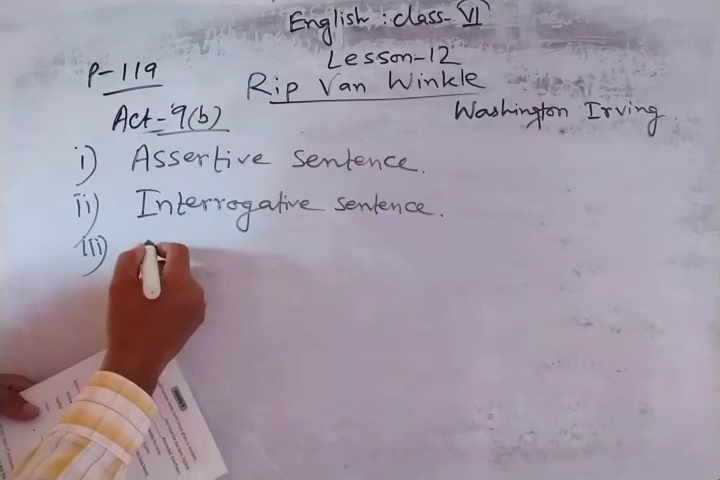 English : class-VI
Lesson-12
P-119
Rip Van Winkle
Act-9(b)
Washington Irving.
i) Assertive sentence.
ii) Interrogative sentence.
iii)